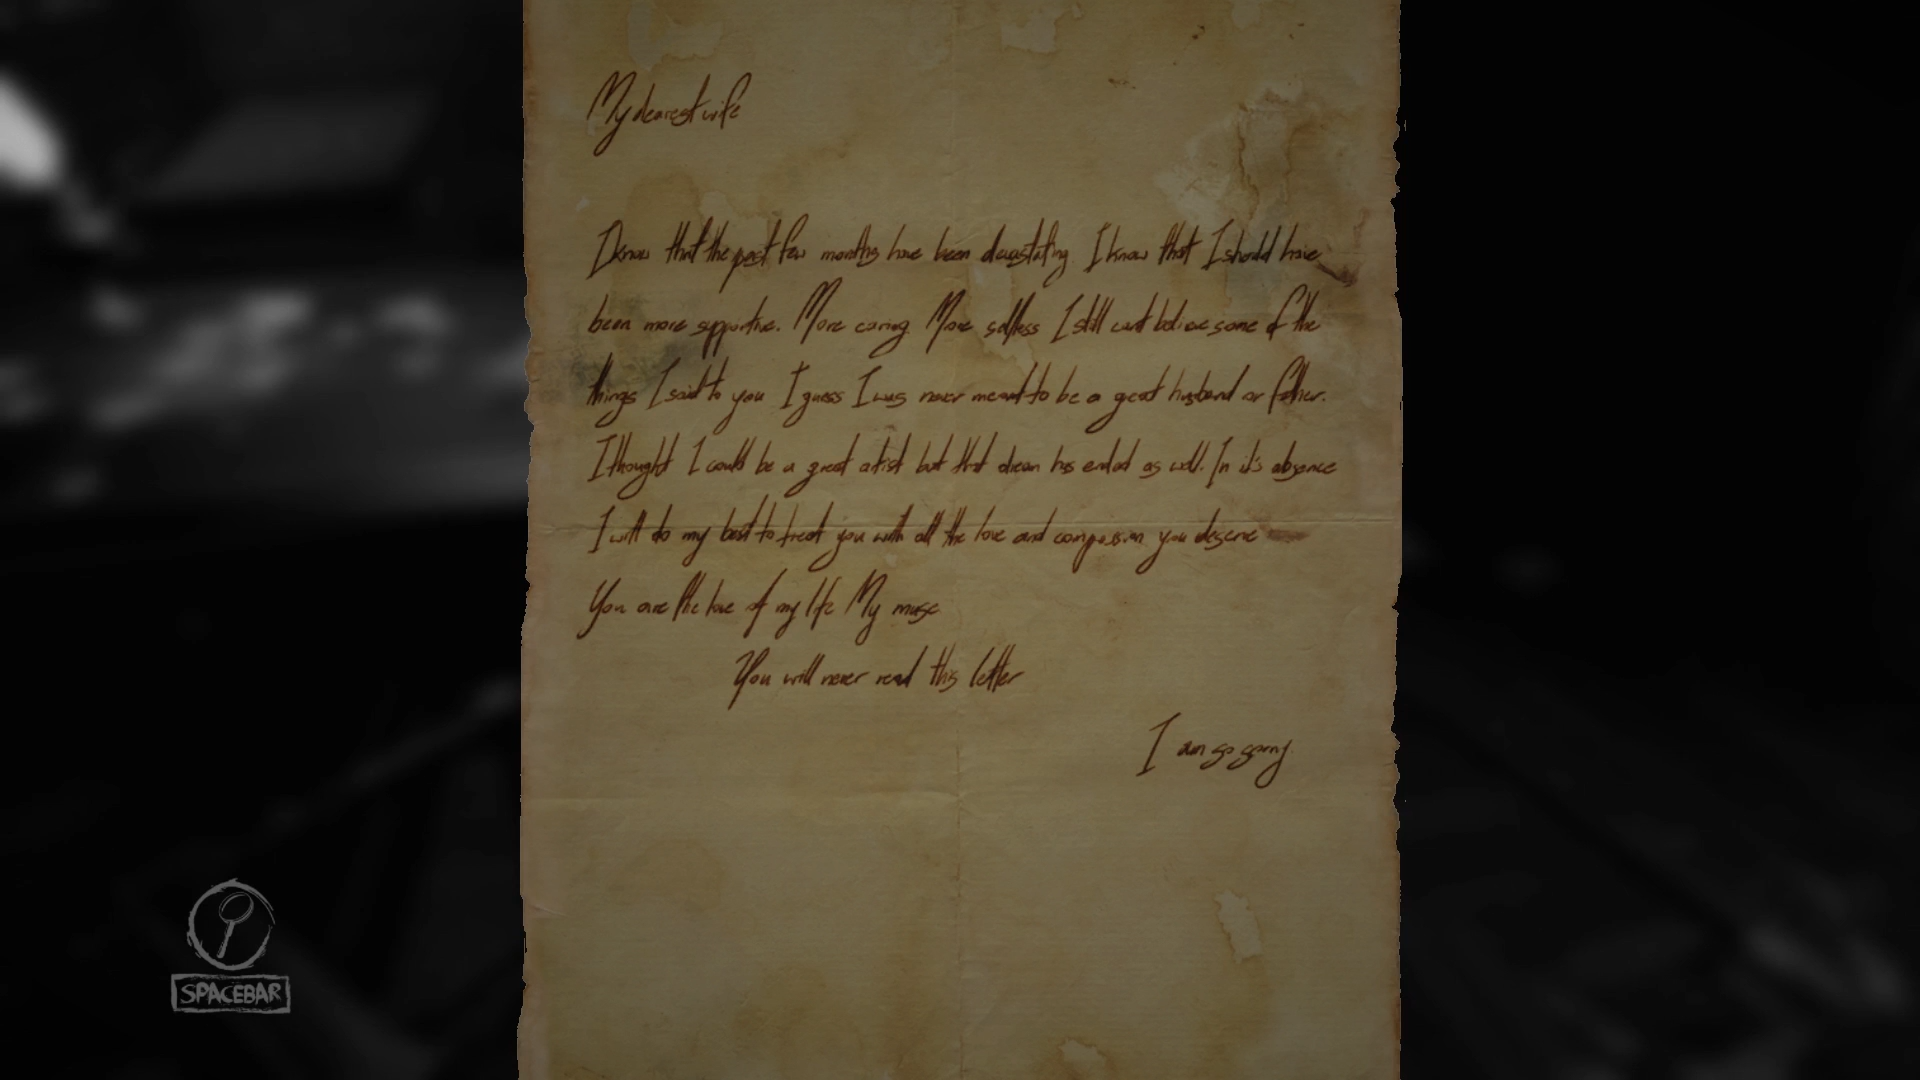 My dearest wife
I know that the past few months have been devastating. I know that I should have
been more supportive. More caring. More selfless. I still can't believe some of the
things I said to you. I guess I was never meant to be a great husband or father.
I thought I could be a great artist but that dream has ended as well. In it's absence
I will do my best to treat you with all the love and compassion you deserve
You are the love of my life. My muse
You will never read this letter
I am so sorry.
SPACEBAR